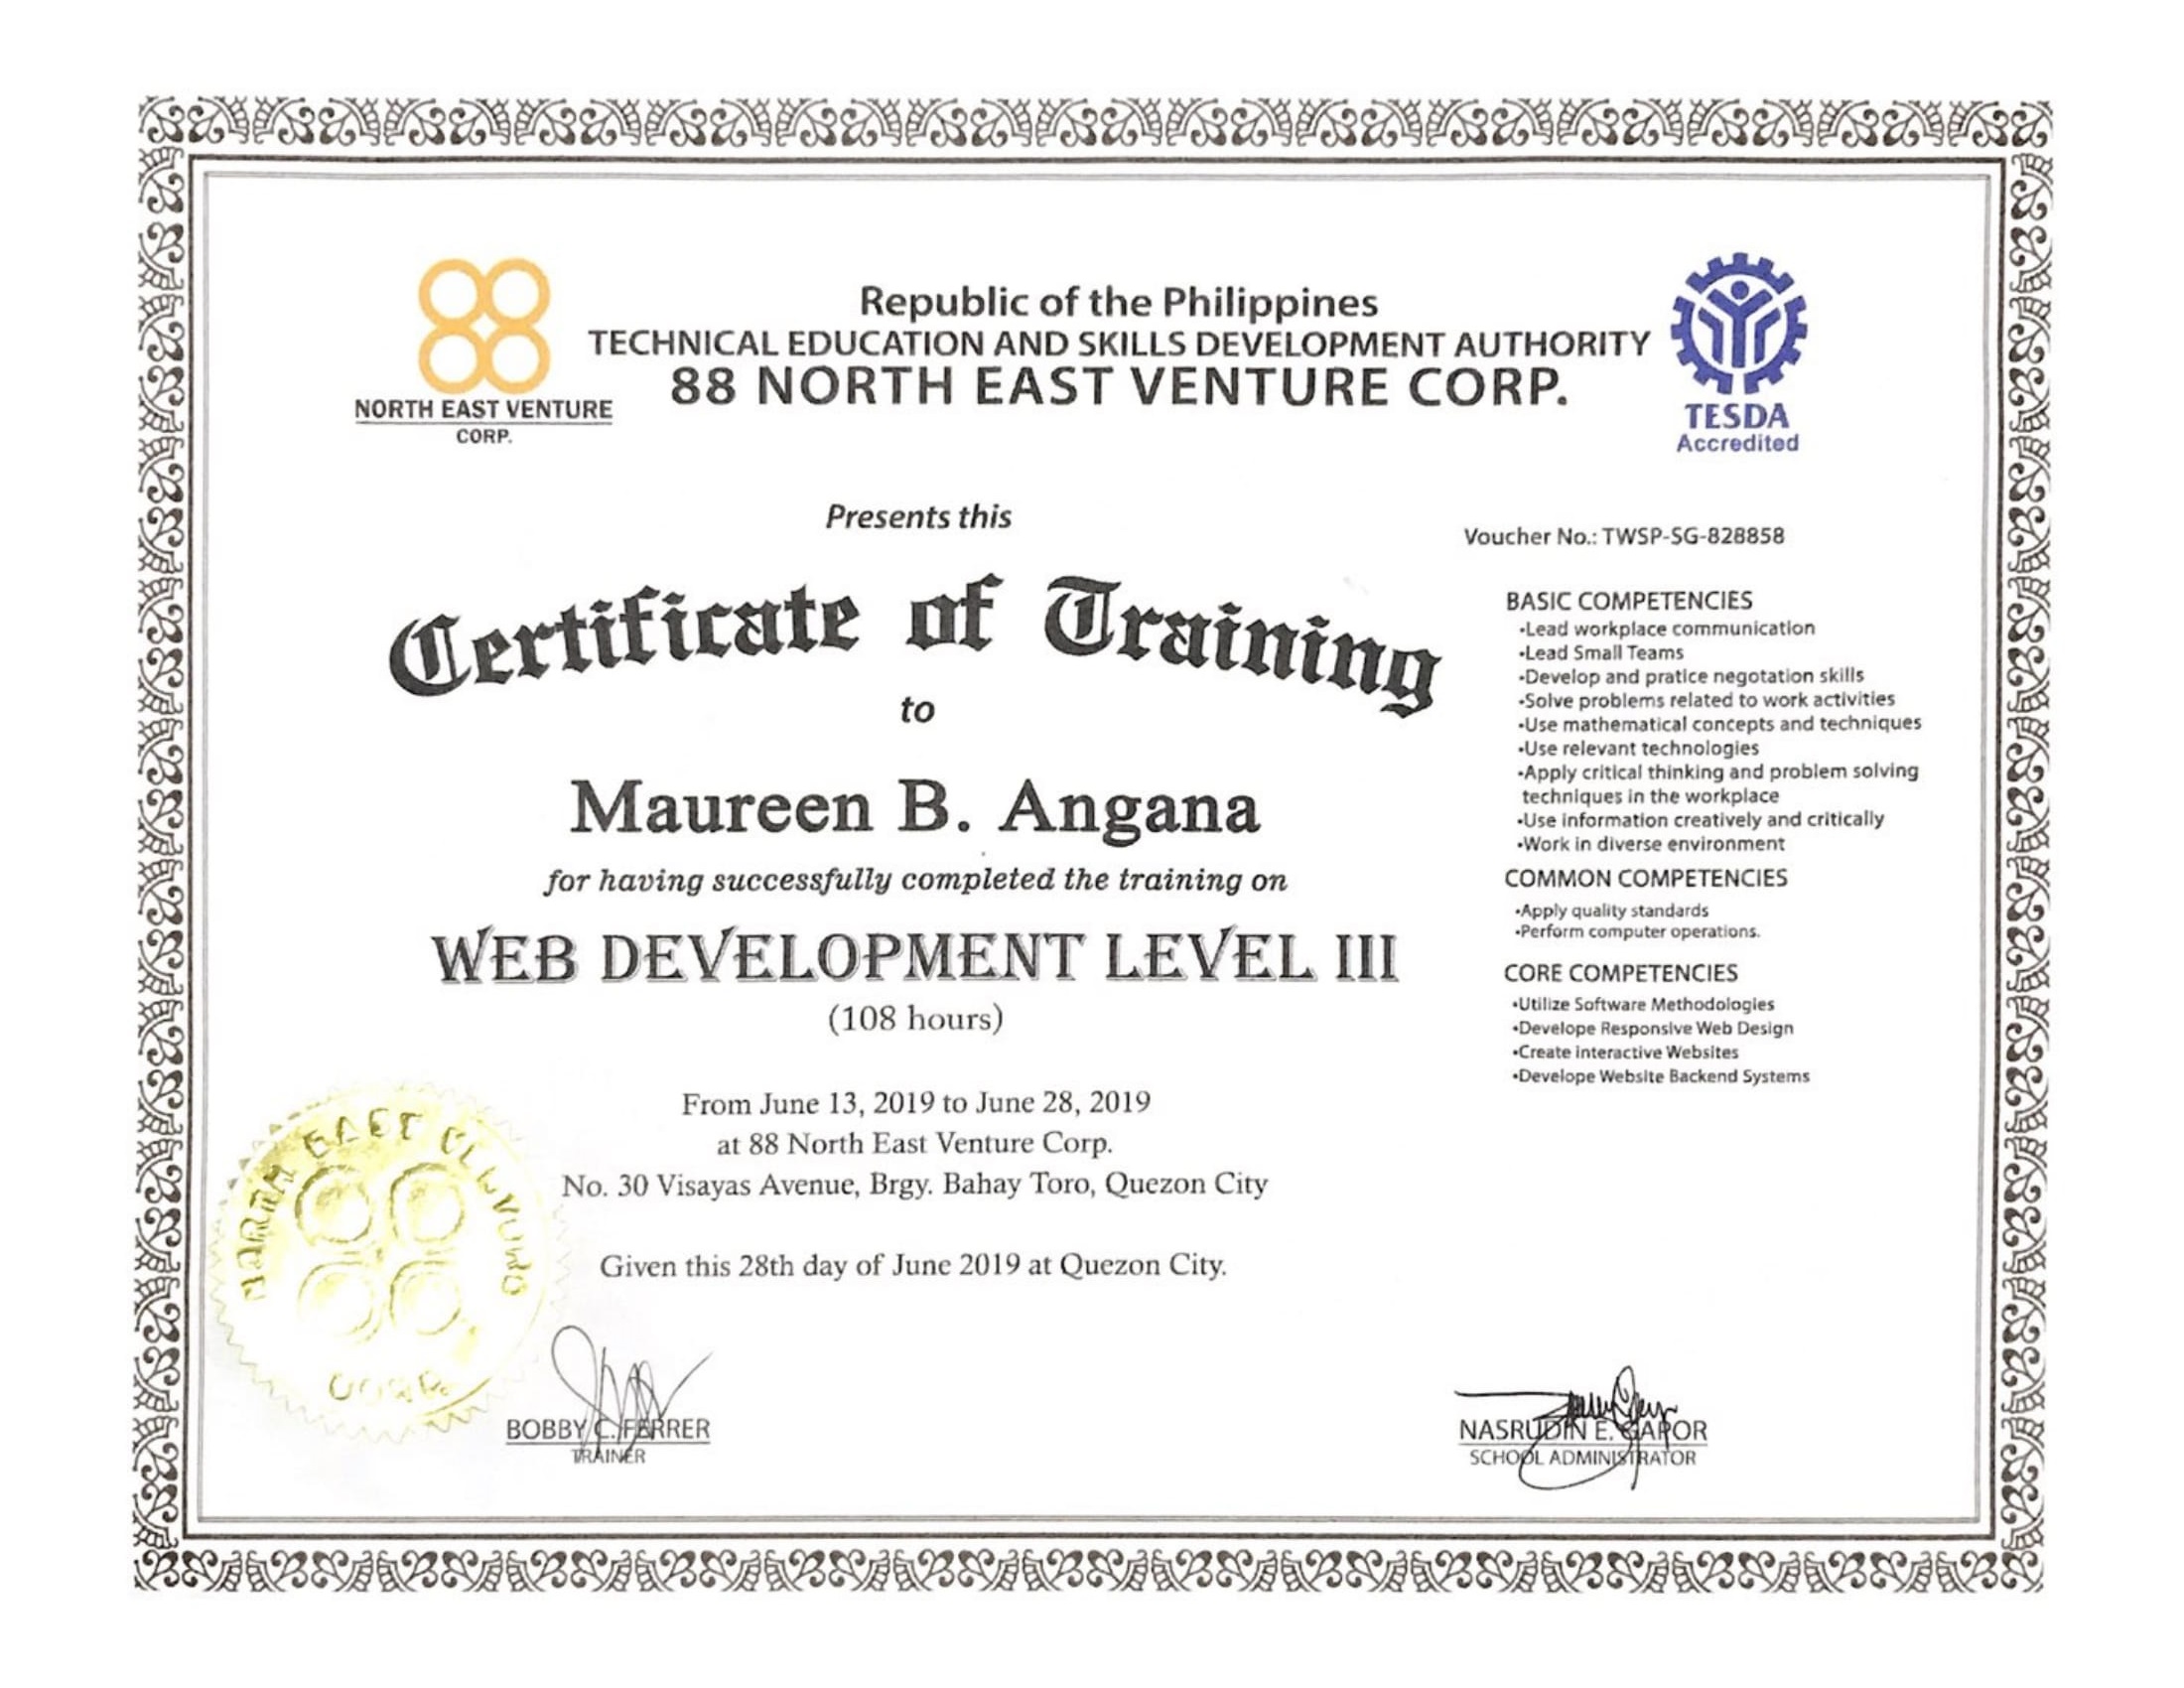 NORTH EAST VENTURE
CORP.
Republic of the Philippines
TECHNICAL EDUCATION AND SKILLS DEVELOPMENT AUTHORITY
88 NORTH EAST VENTURE CORP.
TESDA
Accredited
Presents this
Certificate of Training
to
Maureen B. Angana
for having successfully completed the training on
WEB DEVELOPMENT LEVEL III
(108 hours)
From June 13, 2019 to June 28, 2019
at 88 North East Venture Corp.
No. 30 Visayas Avenue, Brgy. Bahay Toro, Quezon City
Given this 28th day of June 2019 at Quezon City.
Voucher No.: TWSP-SG-828858
BASIC COMPETENCIES
•Lead workplace communication
•Lead Small Teams
•Develop and pratice negotation skills
•Solve problems related to work activities
•Use mathematical concepts and techniques
•Use relevant technologies
•Apply critical thinking and problem solving
techniques in the workplace
•Use information creatively and critically
•Work in diverse environment
COMMON COMPETENCIES
•Apply quality standards
•Perform computer operations.
CORE COMPETENCIES
•Utilize Software Methodologies
•Develope Responsive Web Design
•Create interactive Websites
•Develope Website Backend Systems
BOBBY C. FERRER
TRAINER
NASRUDIN E. GAPOR
SCHOOL ADMINISTRATOR